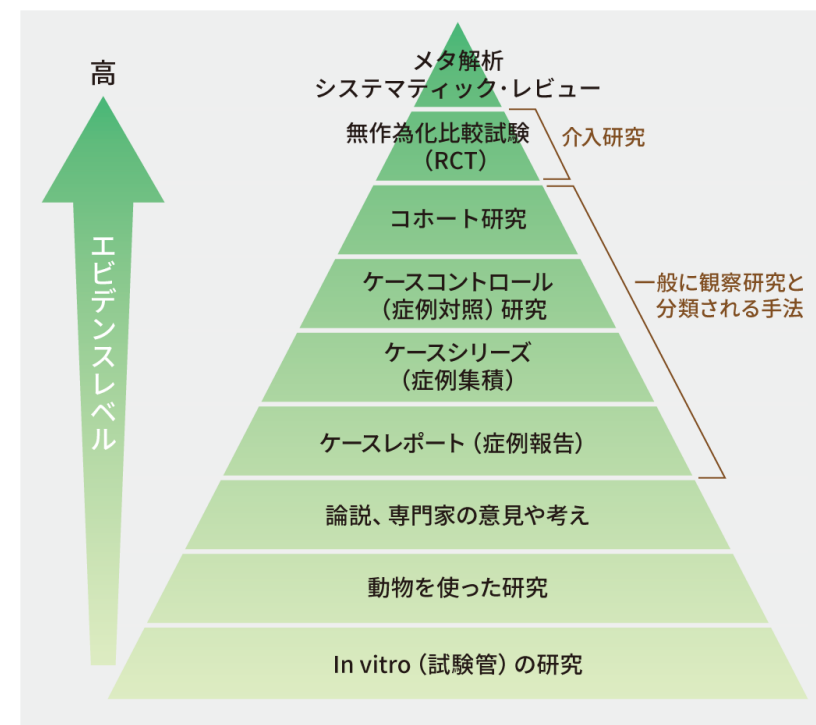 高
エビデンスレベル
メタ解析
システマティック・レビュー
無作為化比較試験
（RCT）
介入研究
コホート研究
ケースコントロール
（症例対照）研究
一般に観察研究と
分類される手法
ケースシリーズ
（症例集積）
ケースレポート（症例報告）
論説、専門家の意見や考え
動物を使った研究
In vitro（試験管）の研究